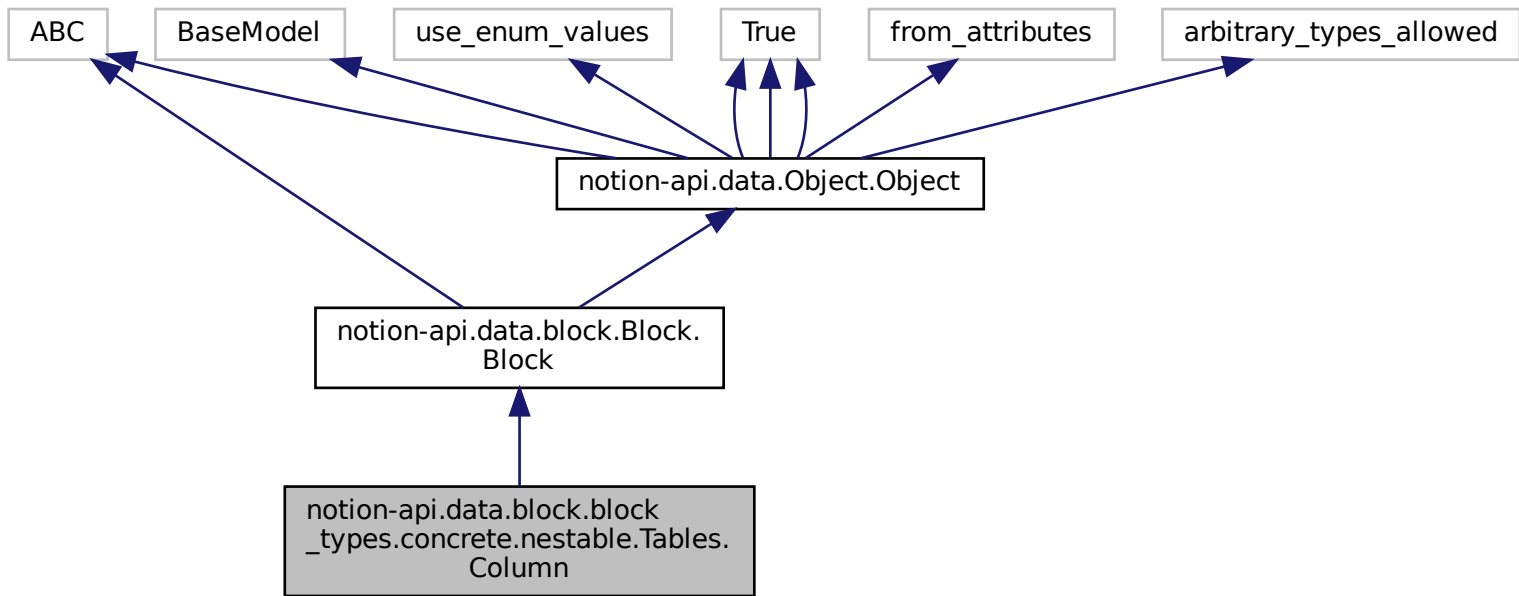 ABC
BaseModel
use_enum_values
True
from_attributes
arbitrary_types_allowed
notion-api.data.Object.Object
notion-api.data.block.Block.
Block
notion-api.data.block.block
_types.concrete.nestable.Tables.
Column